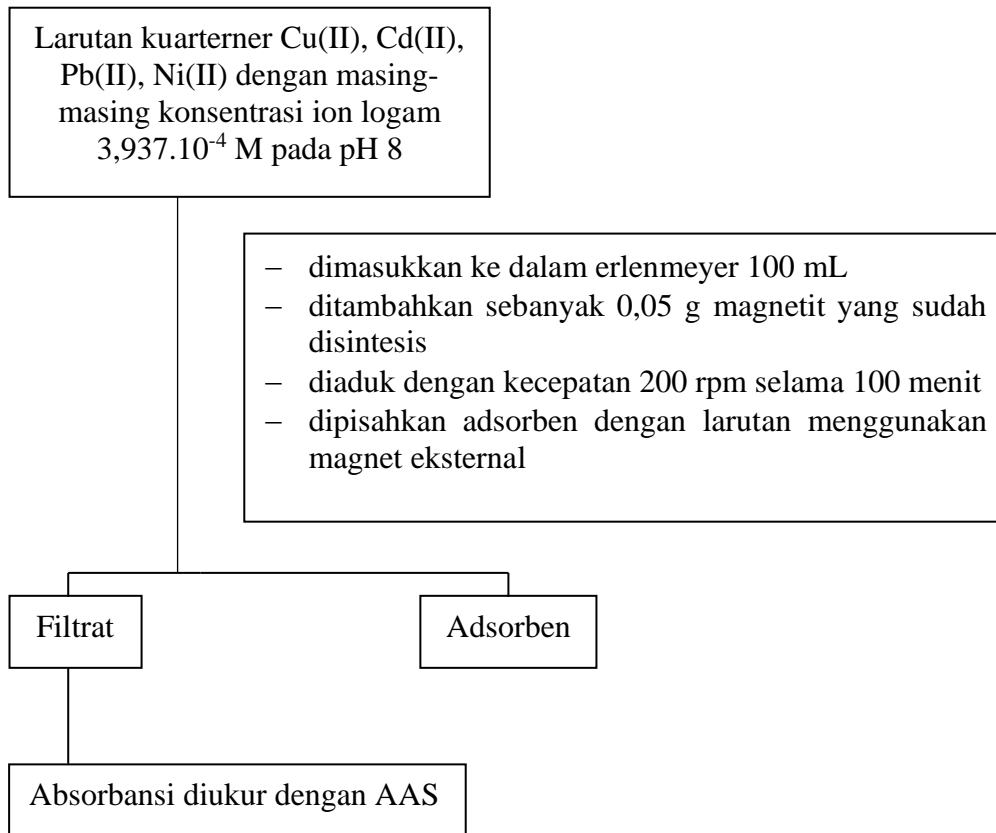 Larutan kuarterner Cu(II), Cd(II),
Pb(II), Ni(II) dengan masing-
masing konsentrasi ion logam
3,937.10⁻⁴ M pada pH 8
– dimasukkan ke dalam erlenmeyer 100 mL
– ditambahkan sebanyak 0,05 g magnetit yang sudah
disintesis
– diaduk dengan kecepatan 200 rpm selama 100 menit
– dipisahkan adsorben dengan larutan menggunakan
magnet eksternal
Filtrat
Adsorben
Absorbansi diukur dengan AAS